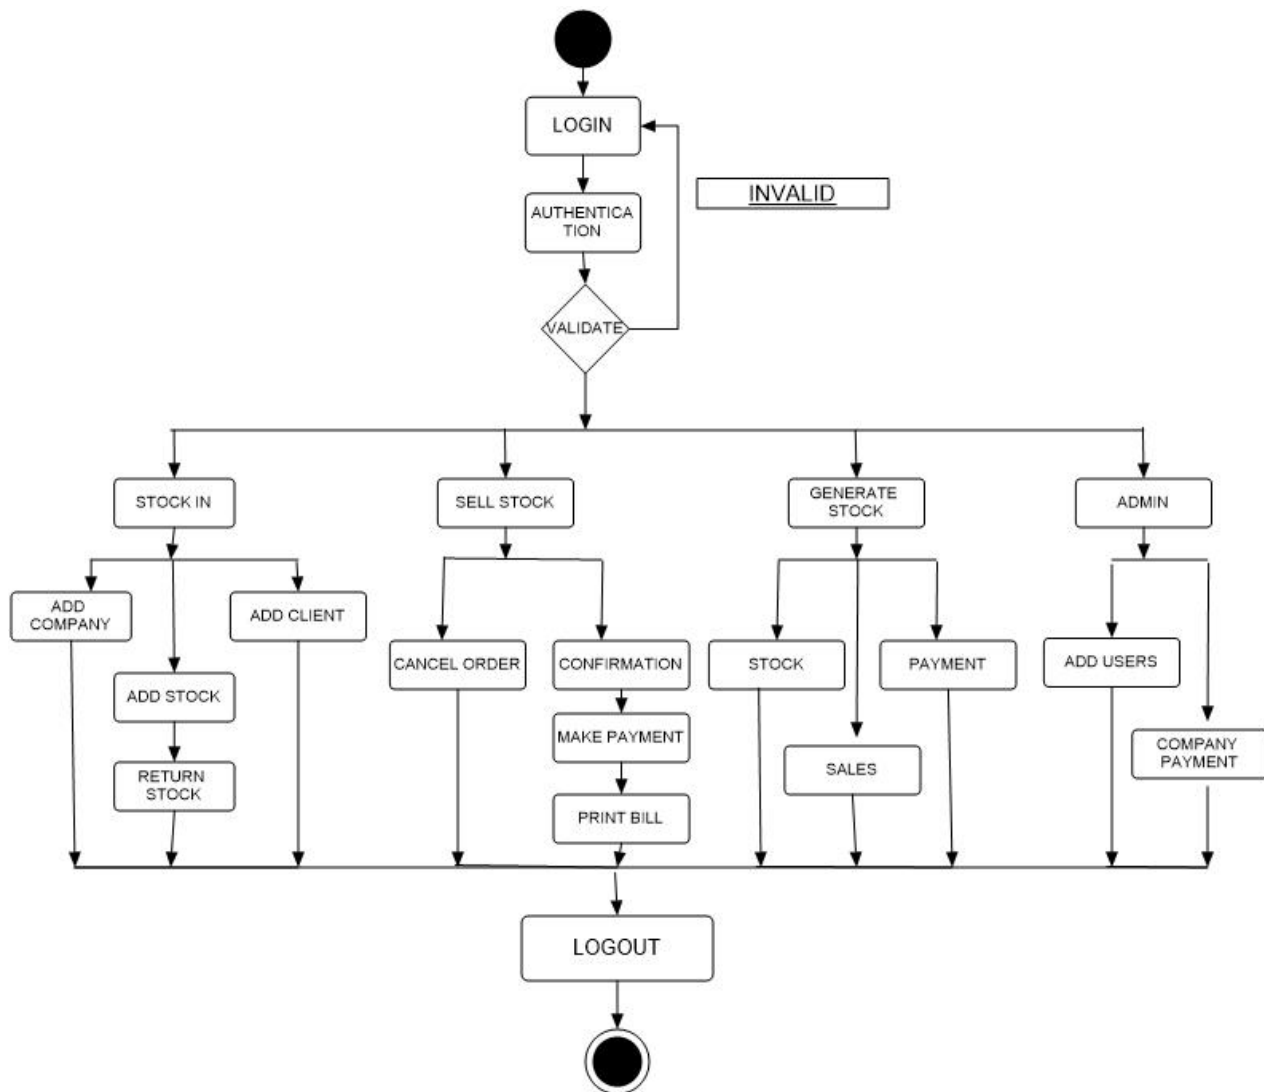 LOGIN
INVALID
AUTHENTICA
TION
VALIDATE
STOCK IN
SELL STOCK
GENERATE
STOCK
ADMIN
ADD
COMPANY
ADD CLIENT
CANCEL ORDER
CONFIRMATION
STOCK
PAYMENT
ADD USERS
ADD STOCK
MAKE PAYMENT
COMPANY
PAYMENT
SALES
RETURN
STOCK
PRINT BILL
LOGOUT